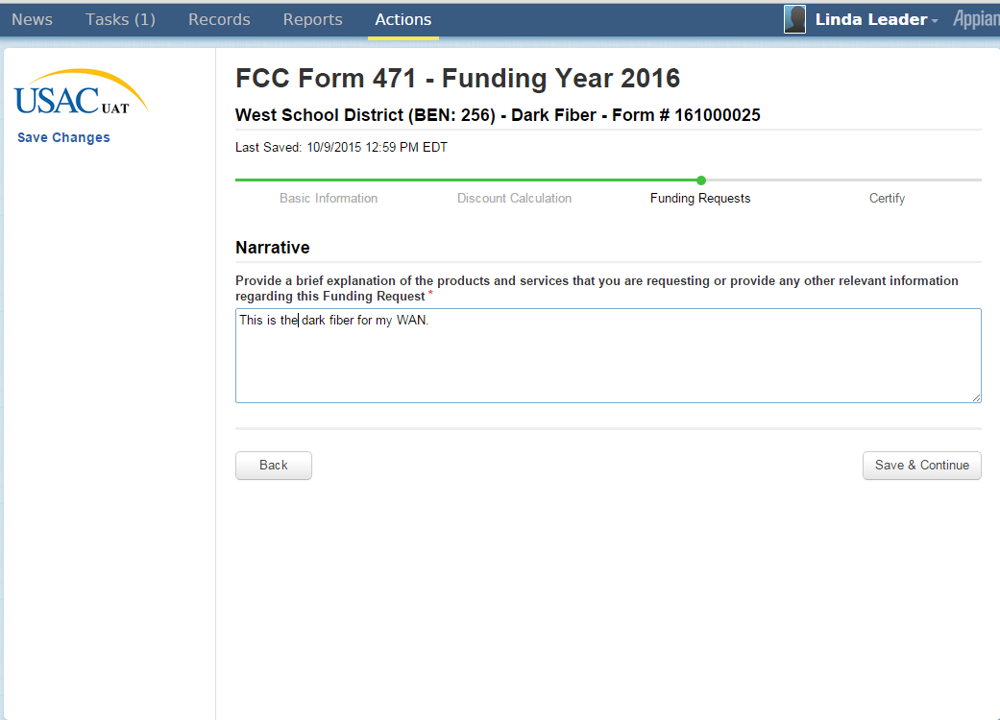 News Tasks (1) Records Reports Actions Linda Leader Appian
USAC UAT
Save Changes
FCC Form 471 - Funding Year 2016
West School District (BEN: 256) - Dark Fiber - Form # 161000025
Last Saved: 10/9/2015 12:59 PM EDT
Basic Information Discount Calculation Funding Requests Certify
Narrative
Provide a brief explanation of the products and services that you are requesting or provide any other relevant information
regarding this Funding Request *
This is the dark fiber for my WAN.
Back Save & Continue